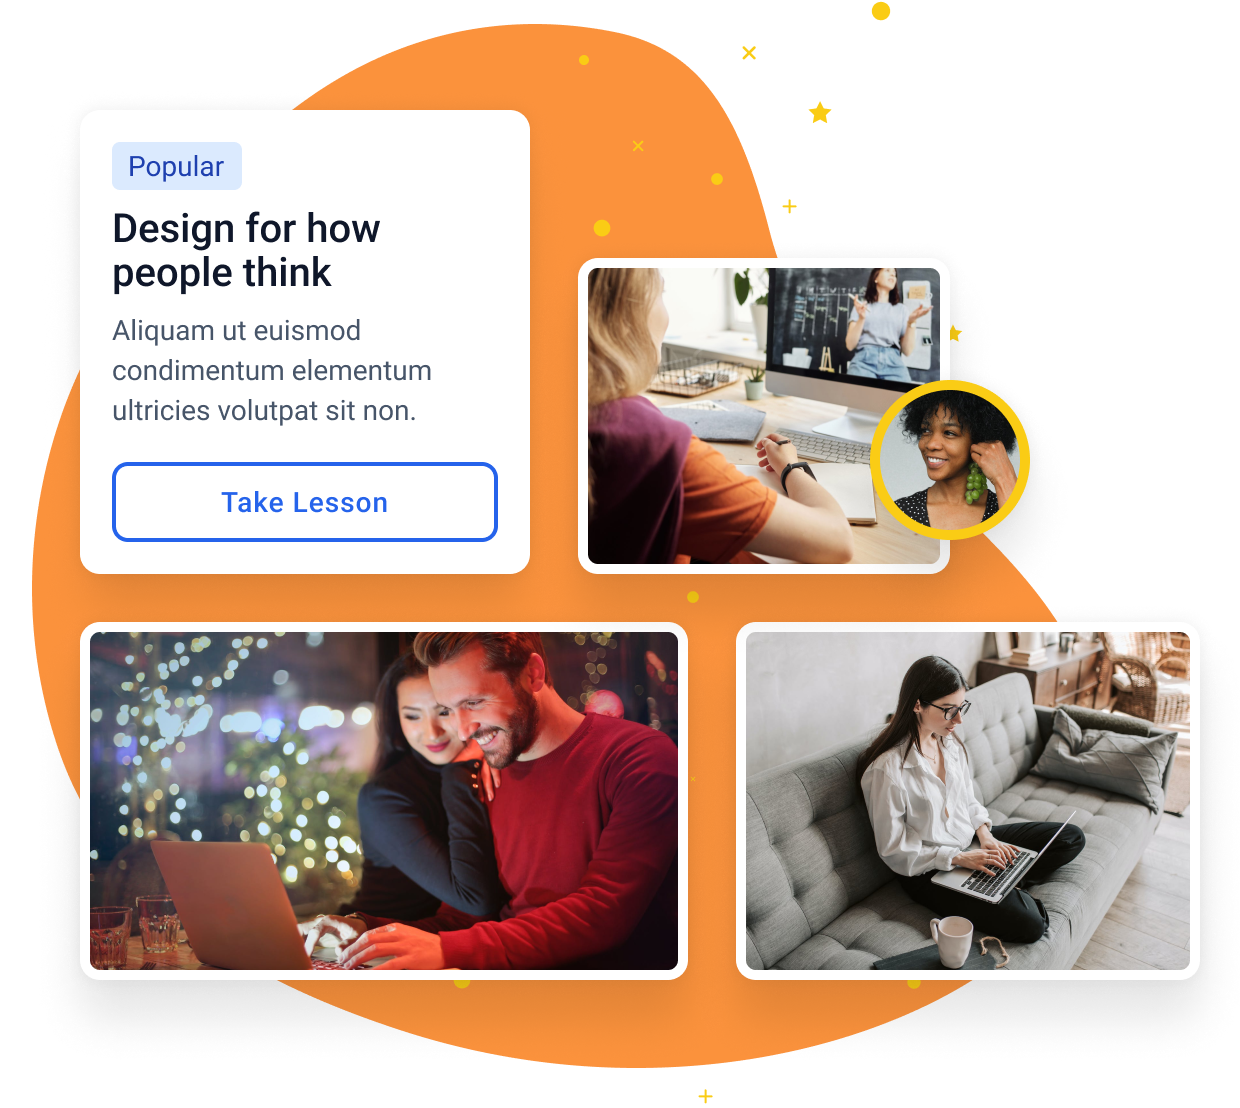 Popular
Design for how
people think
Aliquam ut euismod
condimentum elementum
ultricies volutpat sit non.
Take Lesson